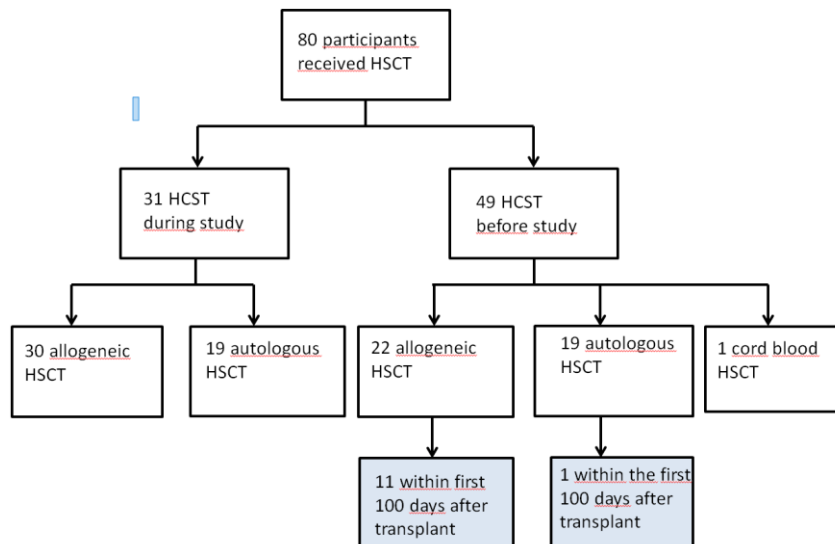 80 participants
received HSCT
31 HCST
during study
49 HCST
before study
30 allogeneic
HSCT
19 autologous
HSCT
22 allogeneic
HSCT
19 autologous
HSCT
1 cord blood
HSCT
11 within first
100 days after
transplant
1 within the first
100 days after
transplant